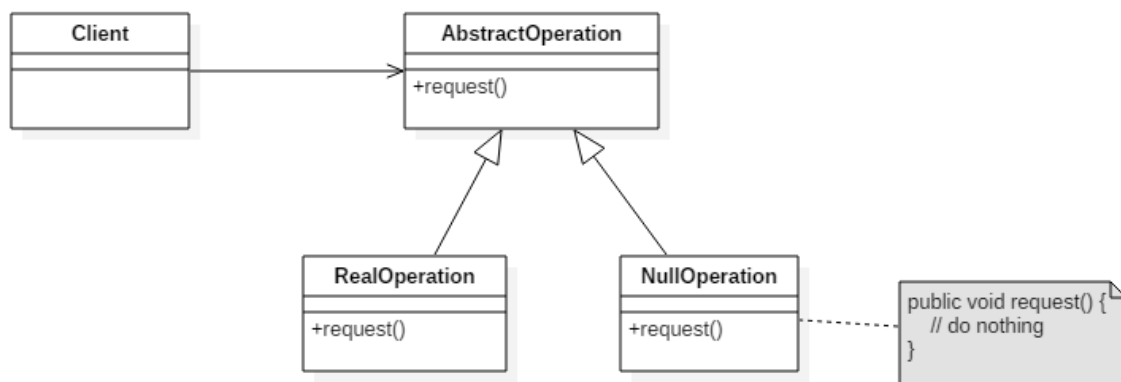 Client
AbstractOperation
+request()
RealOperation
NullOperation
+request()
+request()
public void request() {
// do nothing
}